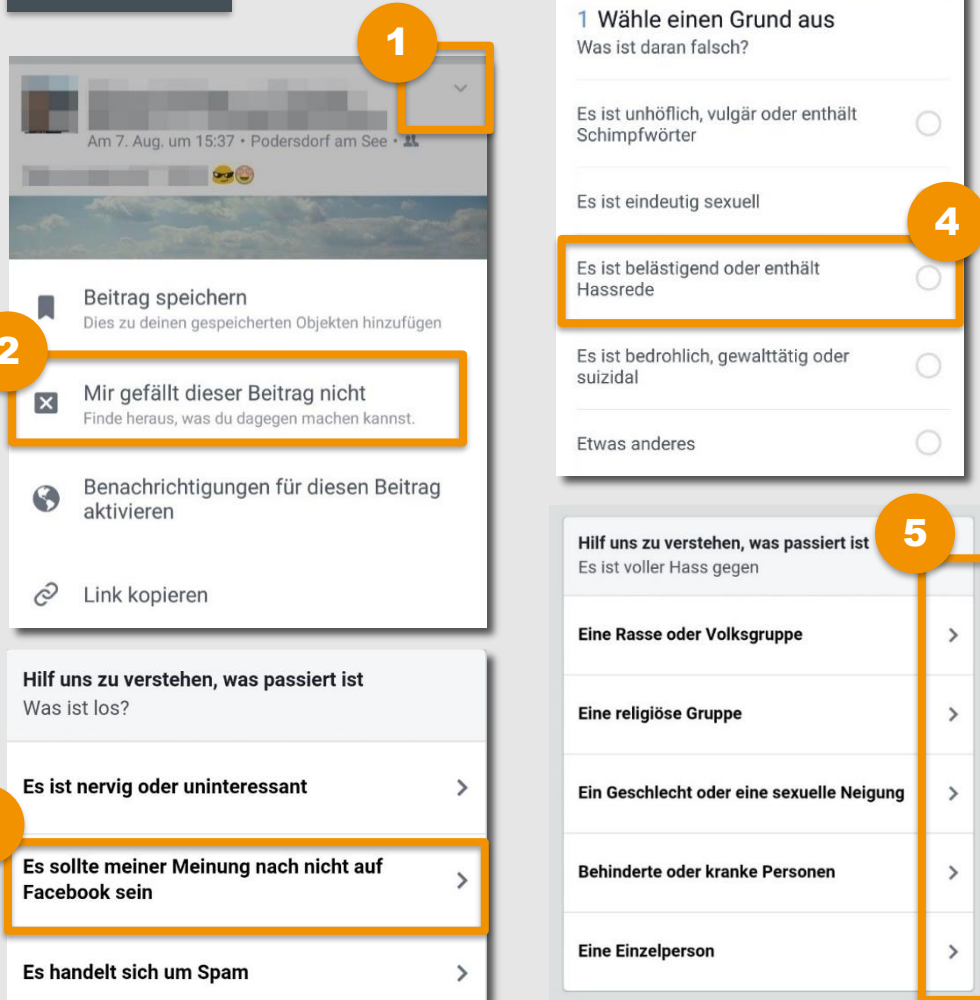 1
Am 7. Aug. um 15:37 • Podersdorf am See •
Beitrag speichern
Dies zu deinen gespeicherten Objekten hinzufügen
2
Mir gefällt dieser Beitrag nicht
Finde heraus, was du dagegen machen kannst.
Benachrichtigungen für diesen Beitrag
aktivieren
Link kopieren
Hilf uns zu verstehen, was passiert ist
Was ist los?
Es ist nervig oder uninteressant
Es sollte meiner Meinung nach nicht auf
Facebook sein
Es handelt sich um Spam
1 Wähle einen Grund aus
Was ist daran falsch?
Es ist unhöflich, vulgär oder enthält
Schimpfwörter
Es ist eindeutig sexuell
4
Es ist belästigend oder enthält
Hassrede
Es ist bedrohlich, gewalttätig oder
suizidal
Etwas anderes
5
Hilf uns zu verstehen, was passiert ist
Es ist voller Hass gegen
Eine Rasse oder Volksgruppe
Eine religiöse Gruppe
Ein Geschlecht oder eine sexuelle Neigung
Behinderte oder kranke Personen
Eine Einzelperson